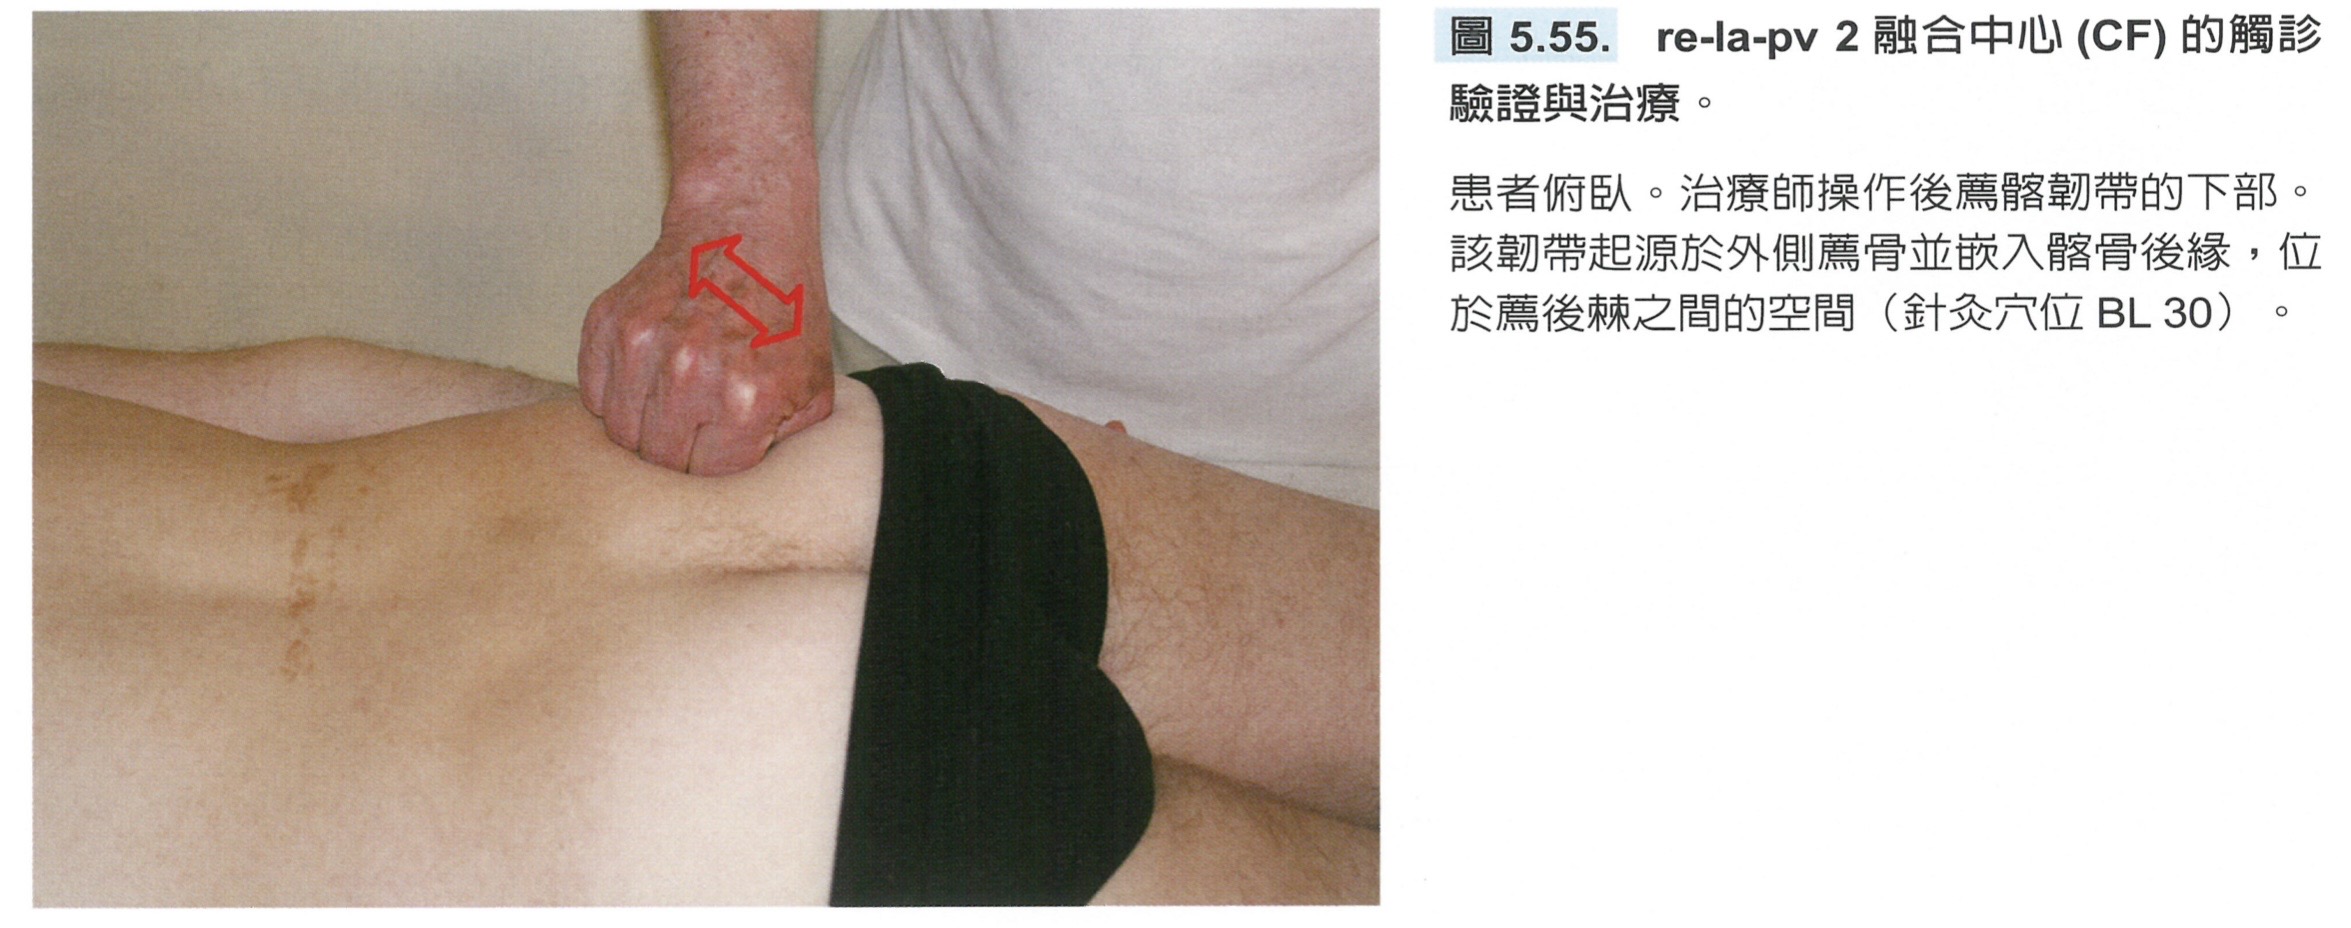 圖 5.55. re-la-pv 2 融合中心 (CF) 的觸診
驗證與治療。
患者俯臥。治療師操作後薦髂韌帶的下部。
該韌帶起源於外側薦骨並嵌入髂骨後緣，位
於薦後棘之間的空間（針灸穴位 BL 30）。